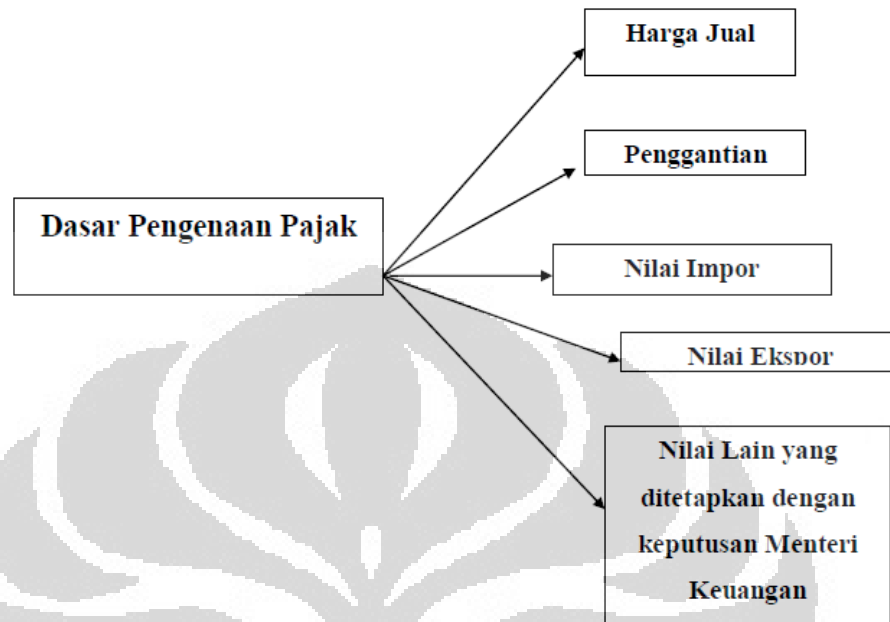 Harga Jual
Penggantian
Dasar Pengenaan Pajak
Nilai Impor
Nilai Ekspor
Nilai Lain yang
ditetapkan dengan
keputusan Menteri
Keuangan